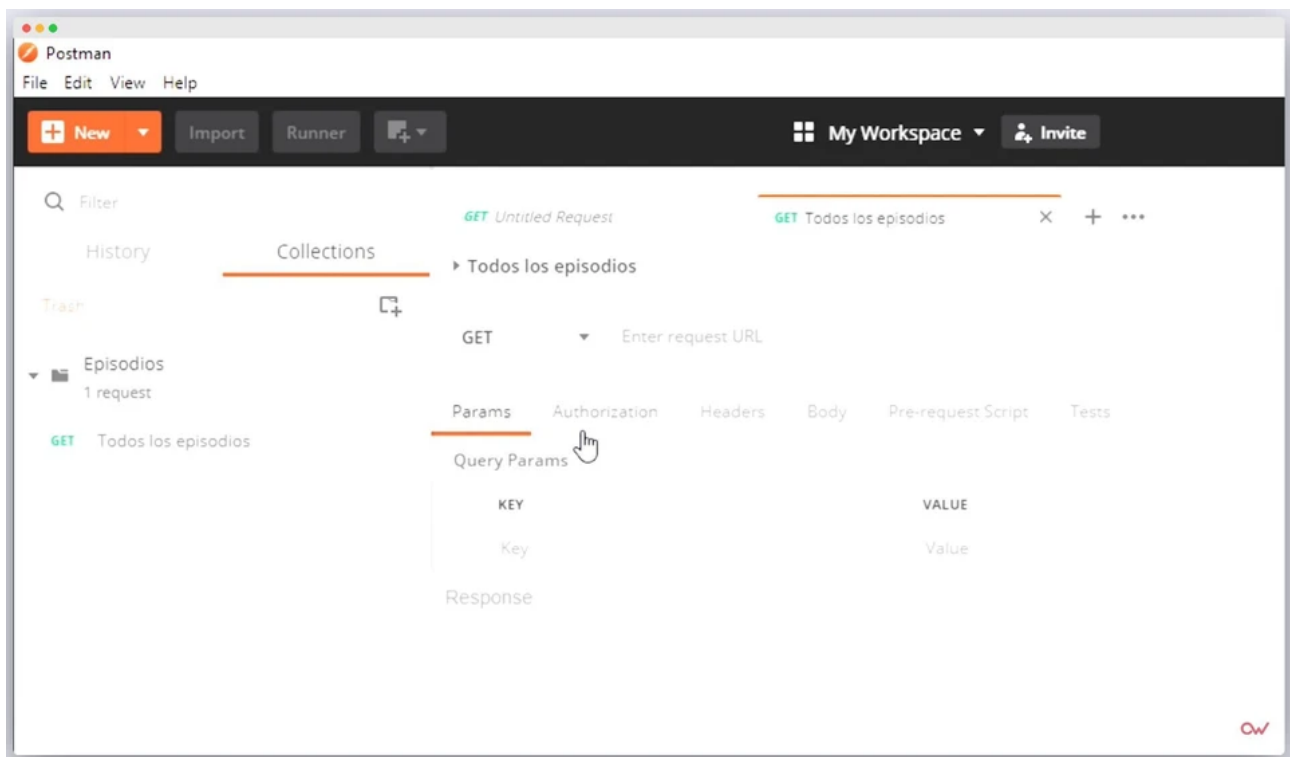 Postman
File Edit View Help
New Import Runner My Workspace Invite
Filter
History Collections
Trash
Episodios
1 request
GET Todos los episodios
GET Untitled Request GET Todos los episodios
Todos los episodios
GET Enter request URL
Params Authorization Headers Body Pre-request Script Tests
Query Params
KEY VALUE
Key Value
Response